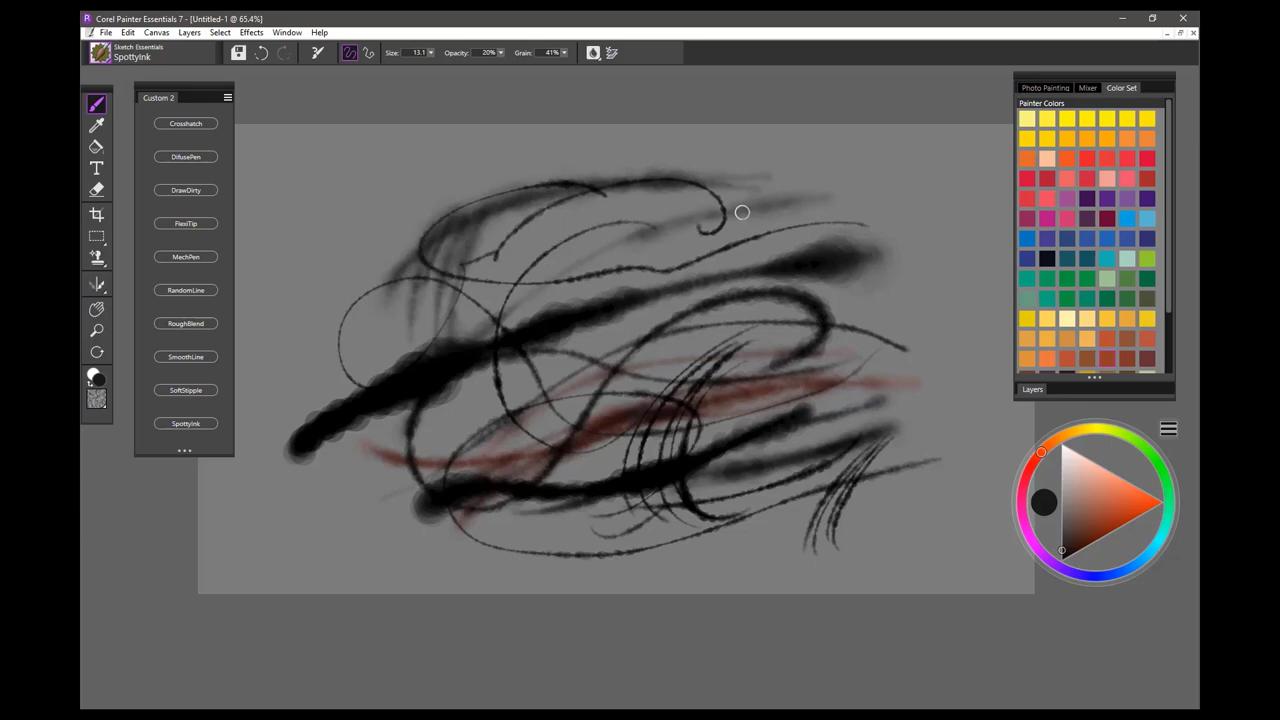 Corel Painter Essentials 7 - [Untitled-1 @ 65.4%]
File Edit Canvas Layers Select Effects Window Help
Sketch Essentials
SpottyInk
Size: 13.1 Opacity: 20% Grain: 41%
Custom 2
Crosshatch
DifusePen
DrawDirty
FlexiTip
MechPen
RandomLine
RoughBlend
SmoothLine
SoftStipple
SpottyInk
Photo Painting Mixer Color Set
Painter Colors
Layers